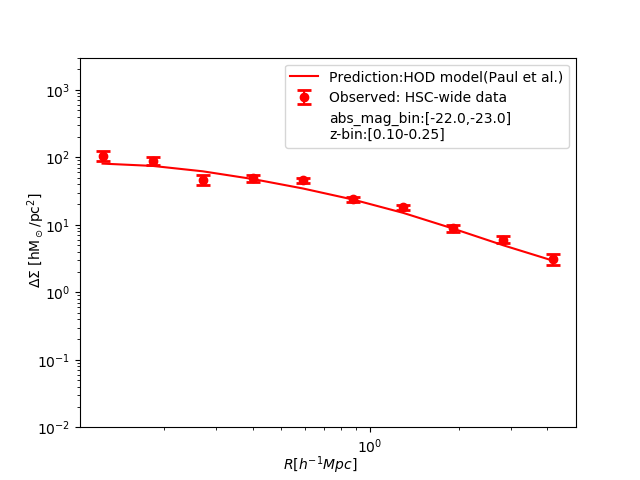 Prediction:HOD model(Paul et al.)
Observed: HSC-wide data
abs_mag_bin:[-22.0,-23.0]
z-bin:[0.10-0.25]
10³
10²
10¹
10⁰
10⁻¹
10⁻²
ΔΣ [hM⊙/pc²]
10⁰
R[h⁻¹Mpc]